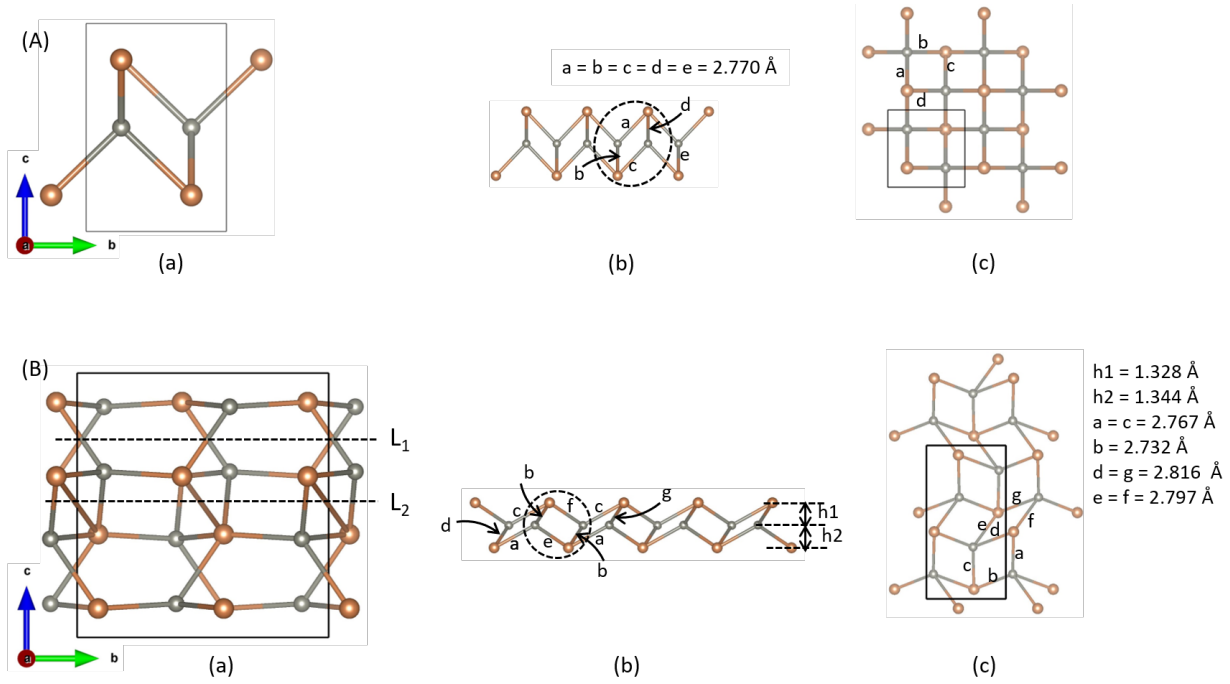 (A)
c
a
b
(a)
a = b = c = d = e = 2.770 Å
a
d
b
c
e
(b)
b
a
c
d
(c)
(B)
L1
L2
c
a
b
(a)
b
f
c
g
d
a
e
a
b
h1
h2
(b)
g
e
d
f
a
c
b
(c)
h1 = 1.328 Å
h2 = 1.344 Å
a = c = 2.767 Å
b = 2.732 Å
d = g = 2.816 Å
e = f = 2.797 Å